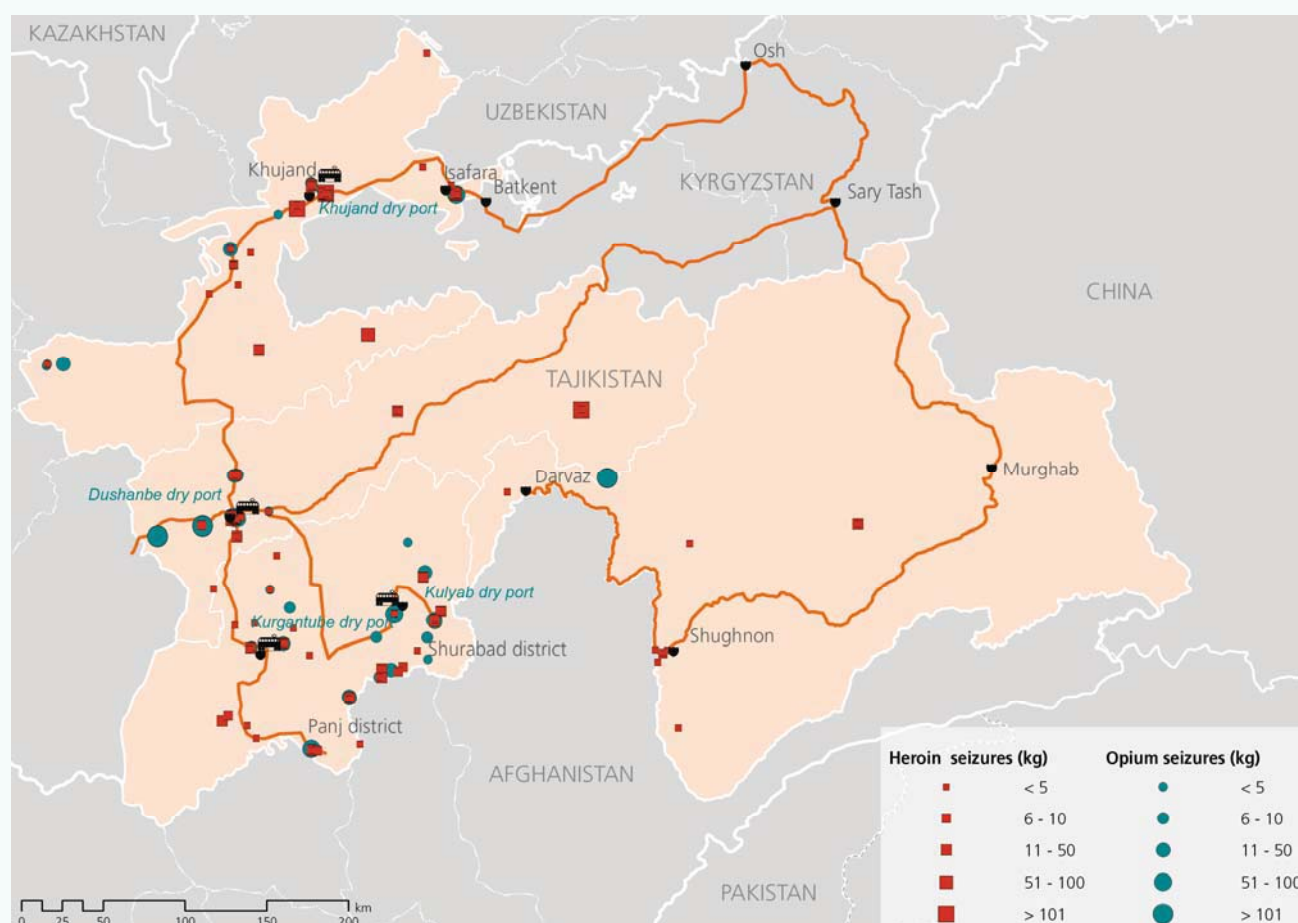 KAZAKHSTAN
Osh
UZBEKISTAN
Khujand
Isafara
Batkent
KYRGYZSTAN
Sary Tash
Khujand dry port
CHINA
TAJIKISTAN
Darvaz
Murghab
Dushanbe dry port
Kulyab dry port
Kurgantube dry port
Shurabad district
Shughnon
Panj district
AFGHANISTAN
PAKISTAN
Heroin seizures (kg) Opium seizures (kg)
< 5 < 5
6 - 10 6 - 10
11 - 50 11 - 50
51 - 100 51 - 100
> 101 > 101
km
0 25 50 100 150 200